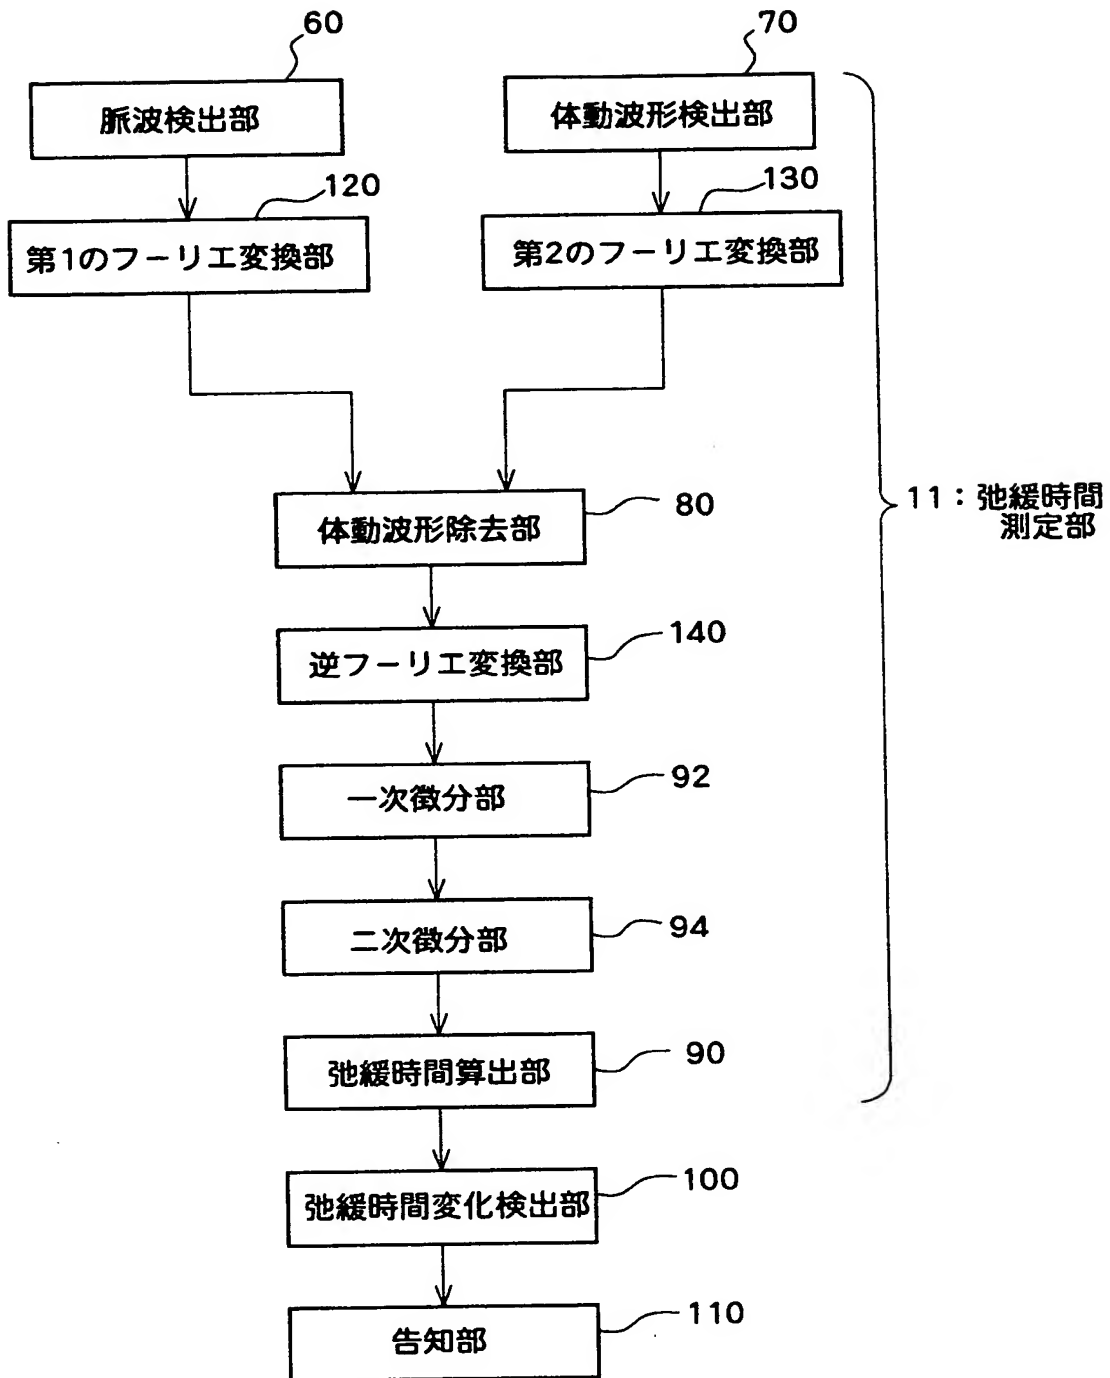 60
70
脈波検出部
体動波形検出部
120
130
第1のフーリエ変換部
第2のフーリエ変換部
80
体動波形除去部
11：弛緩時間
測定部
140
逆フーリエ変換部
92
一次微分部
94
二次微分部
90
弛緩時間算出部
100
弛緩時間変化検出部
110
告知部